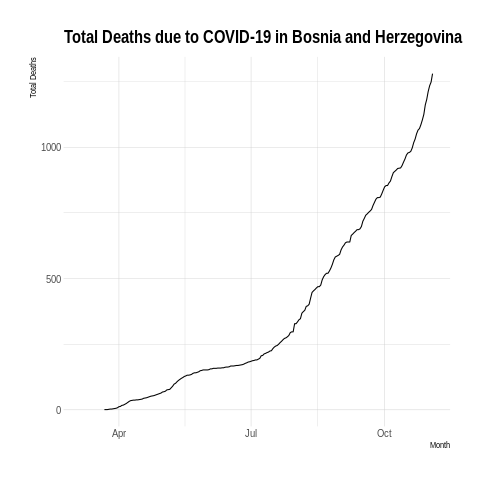 Total Deaths due to COVID-19 in Bosnia and Herzegovina
Total Deaths
1000
500
0
Apr
Jul
Oct
Month